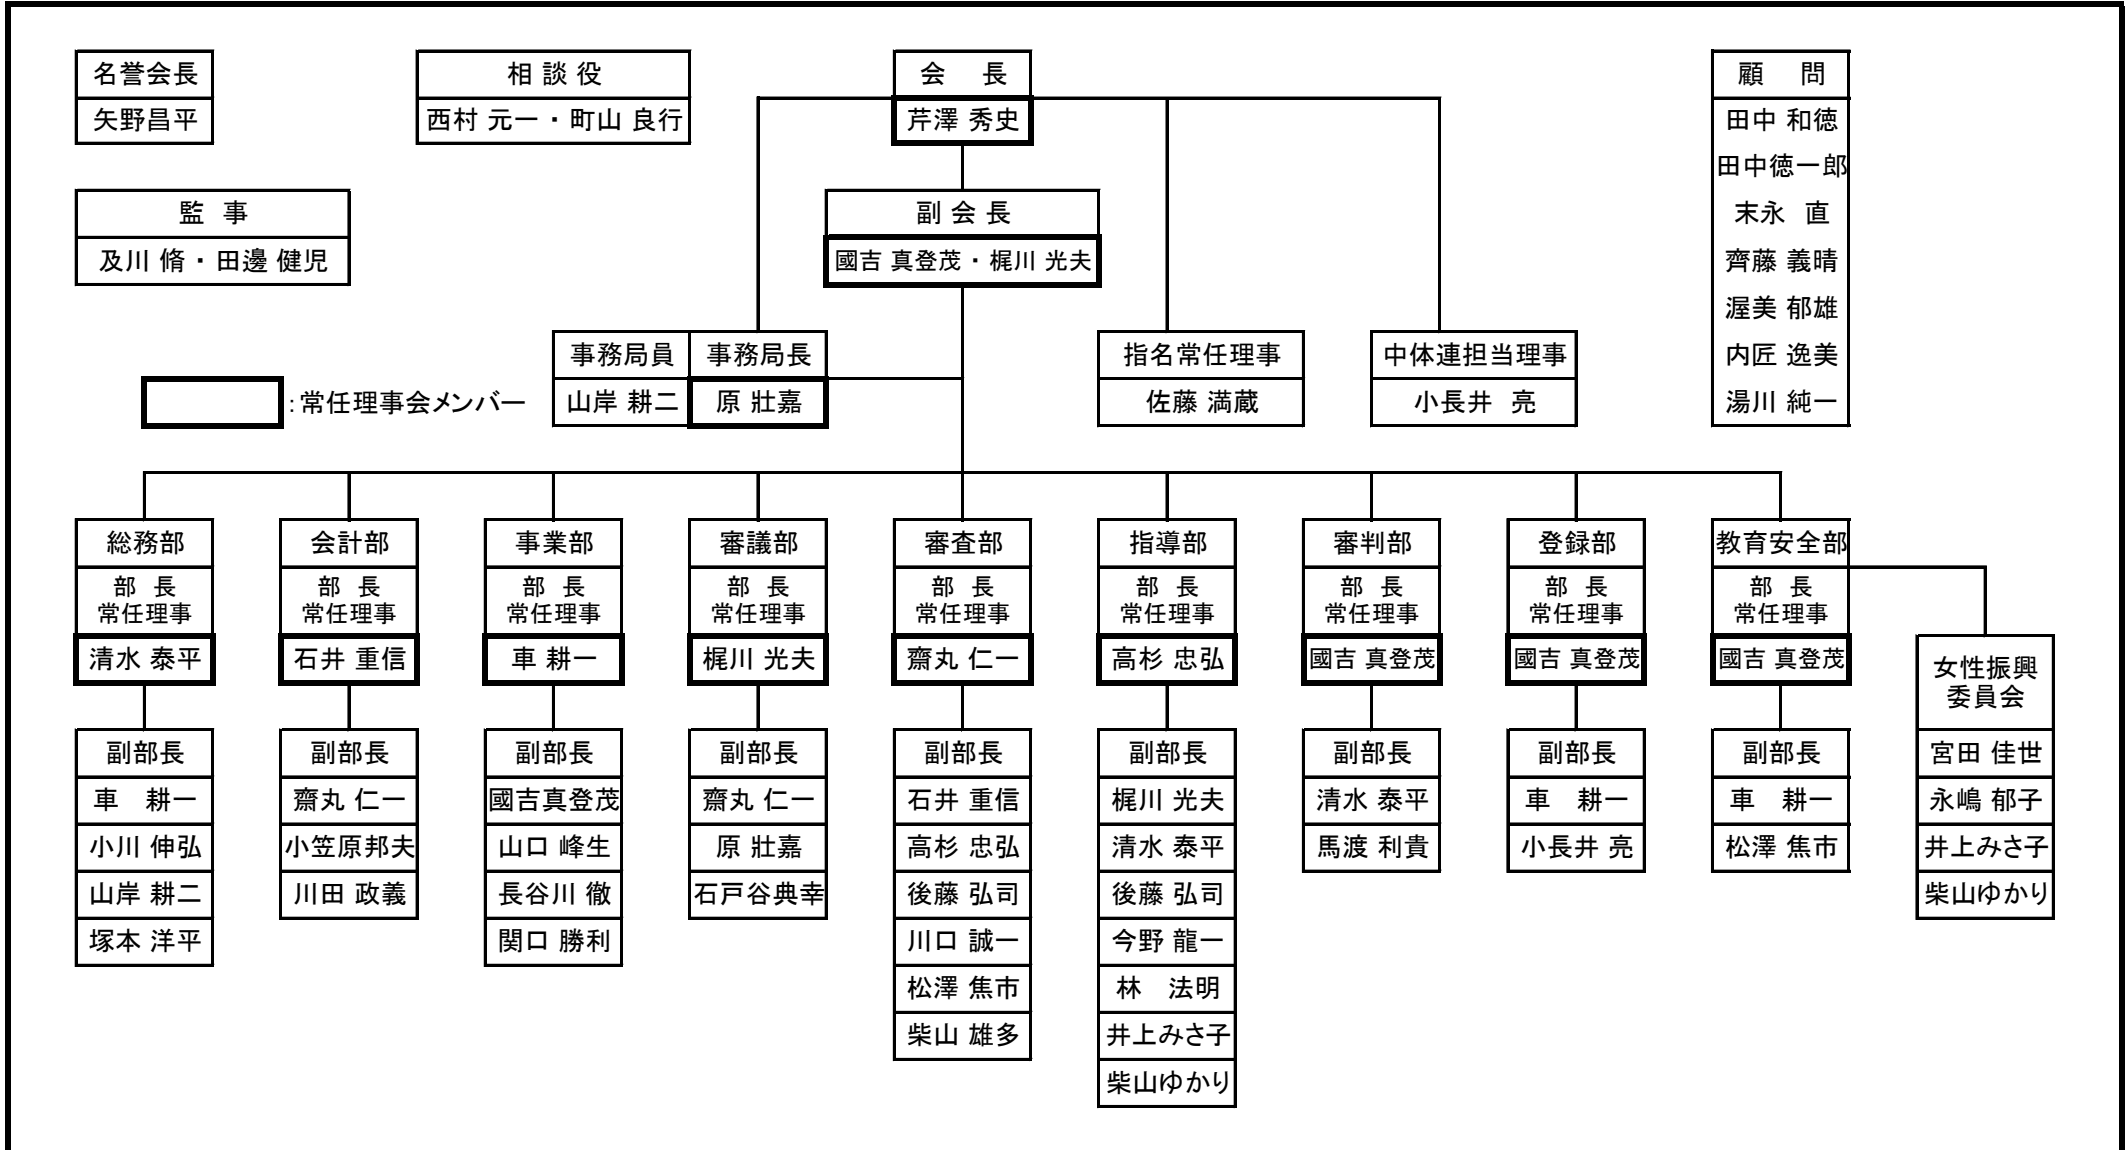 名誉会長
矢野昌平
相 談 役
西村 元一 ・ 町山 良行
会　長
芹澤 秀史
顧　問
田中 和徳
田中徳一郎
末永　直
齊藤 義晴
渥美 郁雄
内匠 逸美
湯川 純一
監　事
及川 脩 ・ 田邊 健児
副 会 長
國吉 真登茂 ・ 梶川 光夫
事務局員
山岸 耕二
事務局長
原 壯嘉
指名常任理事
佐藤 満蔵
中体連担当理事
小長井　亮
：常任理事会メンバー
総務部
部　長
常任理事
清水 泰平
副部長
車　耕一
小川 伸弘
山岸 耕二
塚本 洋平
会計部
部　長
常任理事
石井 重信
副部長
齋丸 仁一
小笠原邦夫
川田 政義
事業部
部　長
常任理事
車 耕一
副部長
國吉真登茂
山口 峰生
長谷川 徹
関口 勝利
審議部
部　長
常任理事
梶川 光夫
副部長
齋丸 仁一
原 壯嘉
石戸谷典幸
審査部
部　長
常任理事
齋丸 仁一
副部長
石井 重信
高杉 忠弘
後藤 弘司
川口 誠一
松澤 焦市
柴山 雄多
指導部
部　長
常任理事
高杉 忠弘
副部長
梶川 光夫
清水 泰平
後藤 弘司
今野 龍一
林　法明
井上みさ子
柴山ゆかり
審判部
部　長
常任理事
國吉 真登茂
副部長
清水 泰平
馬渡 利貴
登録部
部　長
常任理事
國吉 真登茂
副部長
車　耕一
小長井 亮
教育安全部
部　長
常任理事
國吉 真登茂
副部長
車　耕一
松澤 焦市
女性振興
委員会
宮田 佳世
永嶋 郁子
井上みさ子
柴山ゆかり